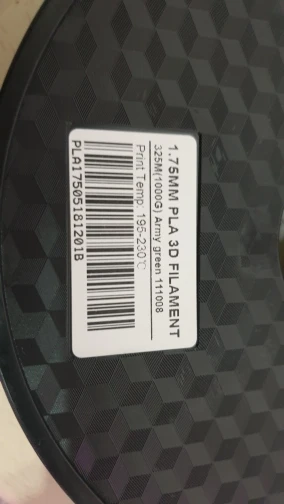 1.75MM PLA 3D FILAMENT
325M(1000G) Army green 111008
Print Temp: 195-230℃
PLA17505181201B